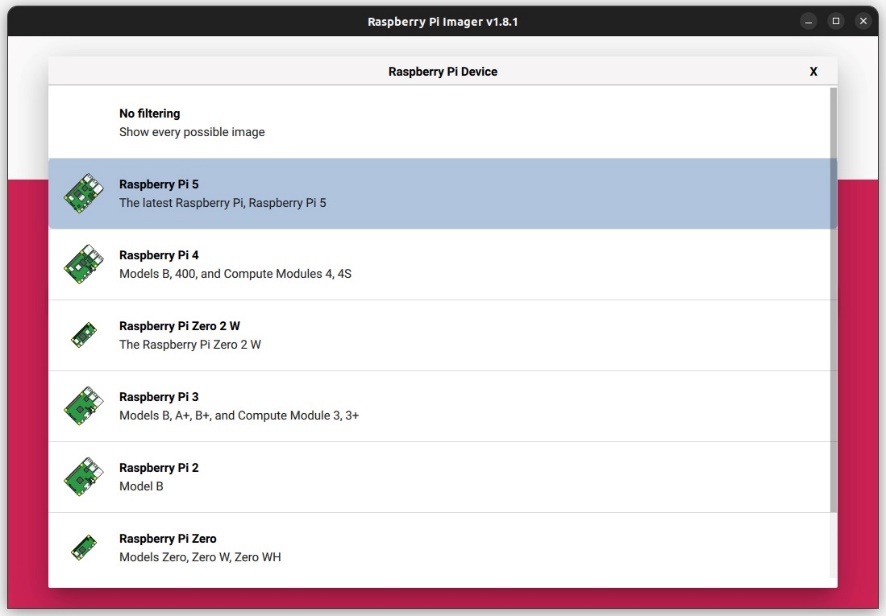 Raspberry Pi Imager v1.8.1
Raspberry Pi Device X
No filtering
Show every possible image
Raspberry Pi 5
The latest Raspberry Pi, Raspberry Pi 5
Raspberry Pi 4
Models B, 400, and Compute Modules 4, 4S
Raspberry Pi Zero 2 W
The Raspberry Pi Zero 2 W
Raspberry Pi 3
Models B, A+, B+, and Compute Module 3, 3+
Raspberry Pi 2
Model B
Raspberry Pi Zero
Models Zero, Zero W, Zero WH